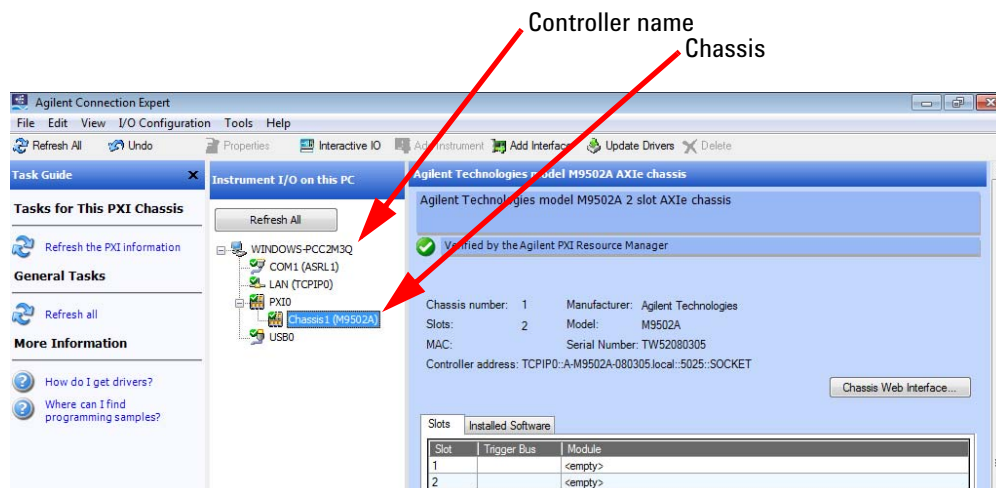 Controller name
Chassis
Agilent Connection Expert
File Edit View I/O Configuration Tools Help
Refresh All Undo Properties Interactive IO Add Instrument Add Interface Update Drivers Delete
Task Guide X
Tasks for This PXI Chassis
Refresh the PXI information
General Tasks
Refresh all
More Information
How do I get drivers?
Where can I find
programming samples?
Instrument I/O on this PC
Refresh All
WINDOWS-PCC2M3Q
COM1 (ASRL1)
LAN (TCPIP0)
PXI0
Chassis1 (M9502A)
USB0
Agilent Technologies model M9502A AXIe chassis
Agilent Technologies model M9502A 2 slot AXIe chassis
Verified by the Agilent PXI Resource Manager
Chassis number: 1 Manufacturer: Agilent Technologies
Slots: 2 Model: M9502A
MAC: Serial Number: TW52080305
Controller address: TCPIP0::A-M9502A-080305.local::5025::SOCKET
Chassis Web Interface...
Slots Installed Software
Slot Trigger Bus Module
1 <empty>
2 <empty>